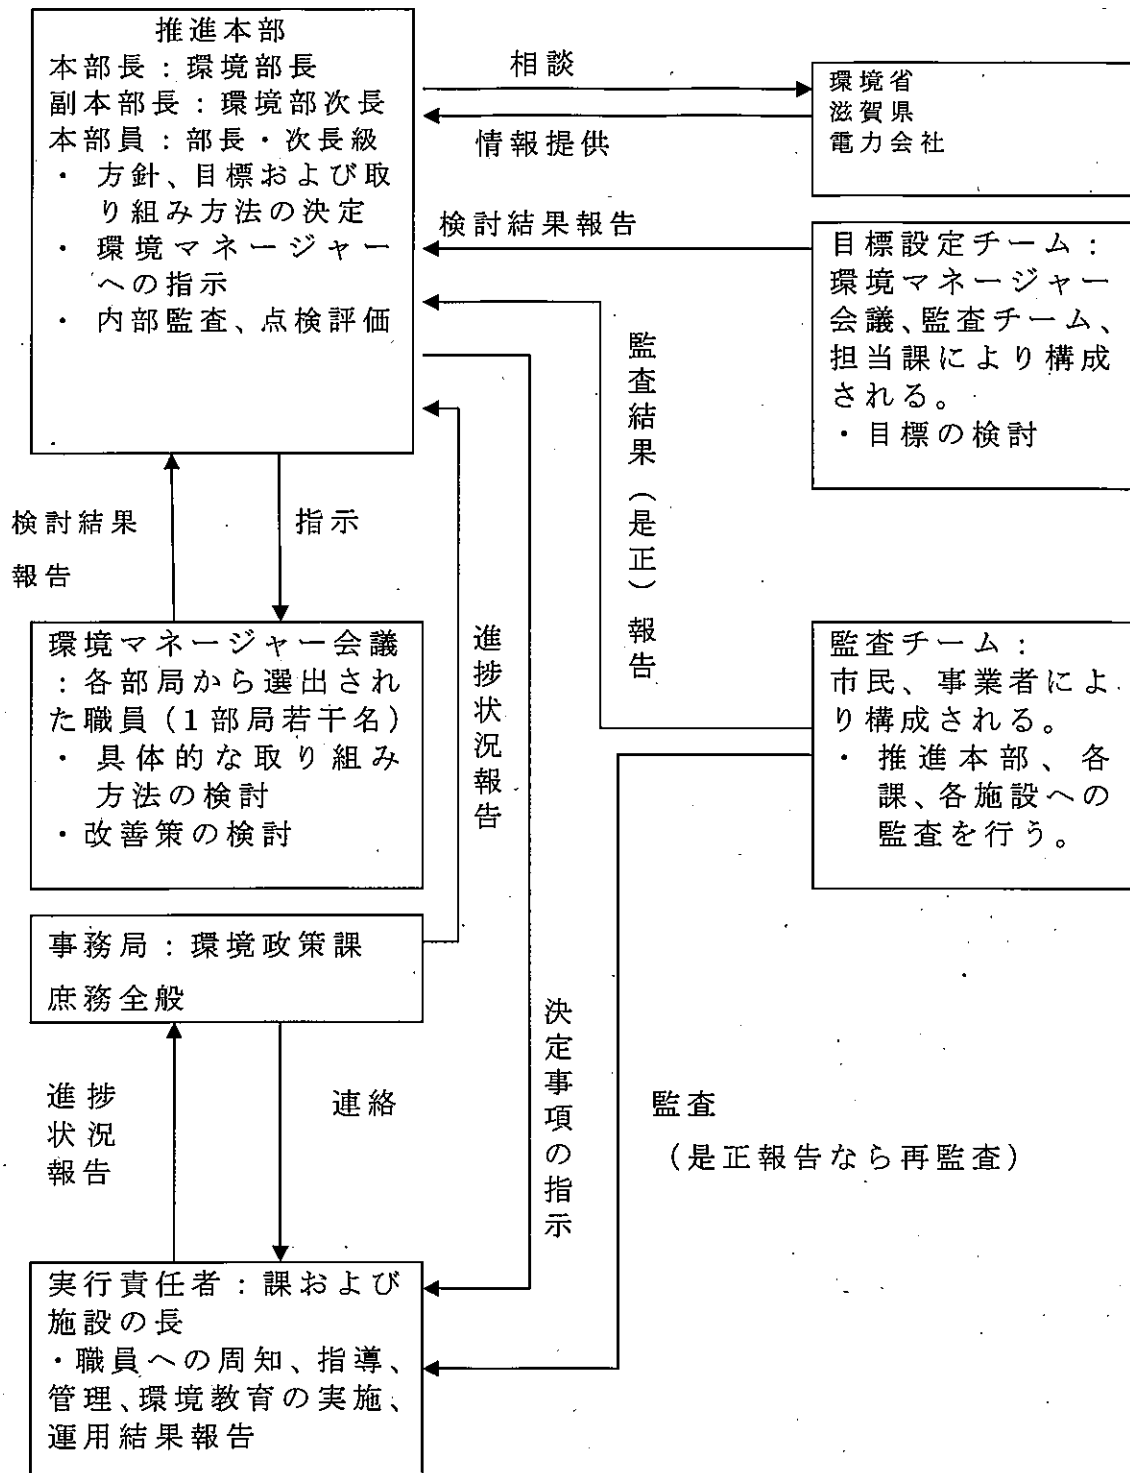 推進本部
本部長：環境部長
副本部長：環境部次長
本部員：部長・次長級
・ 方針、目標および取
り組み方法の決定
・ 環境マネージャー
への指示
・ 内部監査、点検評価
相談
情報提供
環境省
滋賀県
電力会社
検討結果報告
目標設定チーム：
環境マネージャー
会議、監査チーム、
担当課により構成
される。
・目標の検討
監査結果（是正）報告
検討結果
報告
指示
環境マネージャー会議
：各部局から選出され
た職員（1部局若干名）
・ 具体的な取り組み
方法の検討
・改善策の検討
進捗状況報告
監査チーム：
市民、事業者によ
り構成される。
・ 推進本部、各
課、各施設への
監査を行う。
事務局：環境政策課
庶務全般
決定事項の指示
進捗
状況
報告
連絡
監査
（是正報告なら再監査）
実行責任者：課および
施設の長
・職員への周知、指導、
管理、環境教育の実施、
運用結果報告